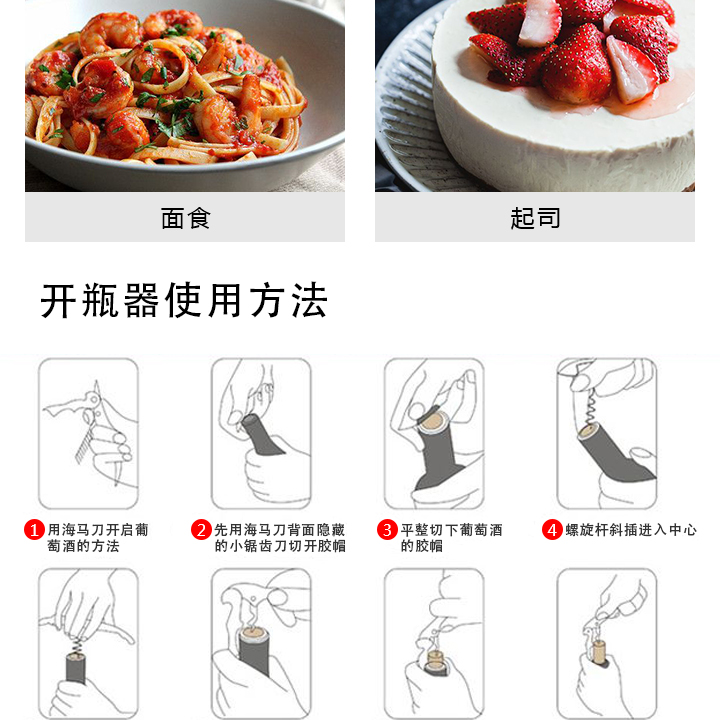 面食
起司
开瓶器使用方法
1 用海马刀开启葡
萄酒的方法
2 先用海马刀背面隐藏
的小锯齿刀切开胶帽
3 平整切下葡萄酒
的胶帽
4 螺旋杆斜插进入中心